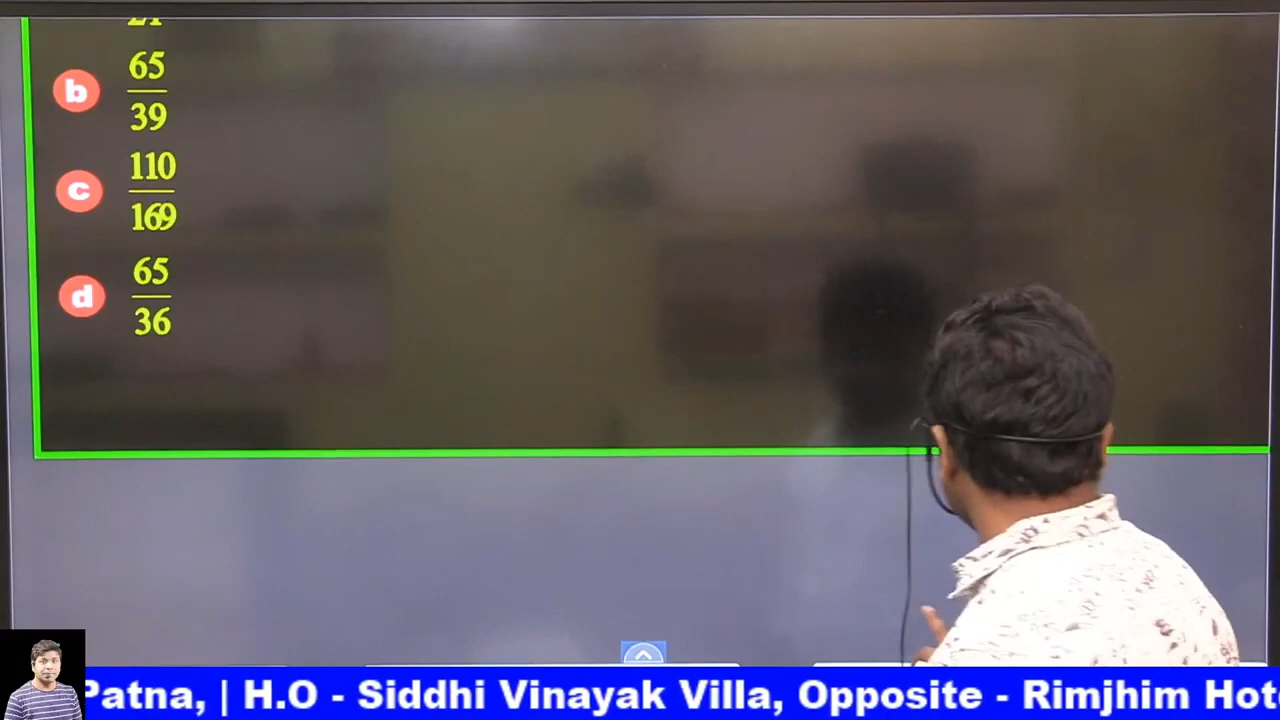 b 65
39
c 110
169
d 65
36
Patna, | H.O - Siddhi Vinayak Villa, Opposite - Rimjhim Hot